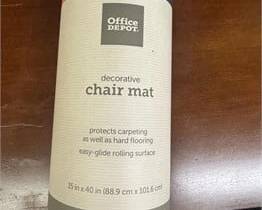 Office
DEPOT.
decorative
chair mat
protects carpeting
as well as hard flooring
easy-glide rolling surface
35 in x 40 in (88.9 cm x 101.6 cm)